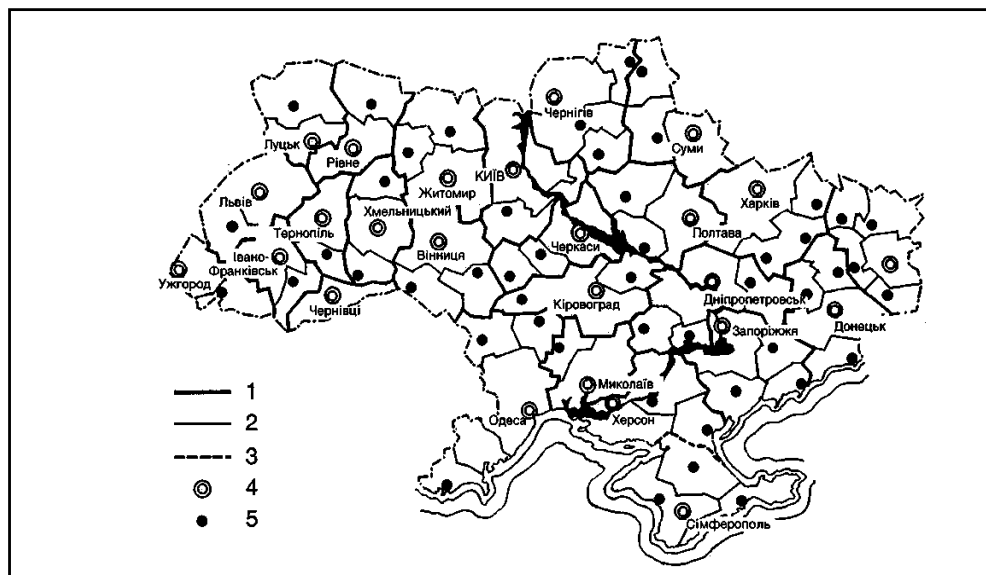 Чернігів
Луцьк
Рівне
Суми
КИЇВ
Житомир
Львів
Харків
Хмельницький
Тернопіль
Полтава
Черкаси
Івано-
Франківськ
Вінниця
Ужгород
Чернівці
Кіровоград
Дніпропетровськ
Запоріжжя
Донецьк
Миколаїв
Одеса
Херсон
Сімферополь
1
2
3
4
5